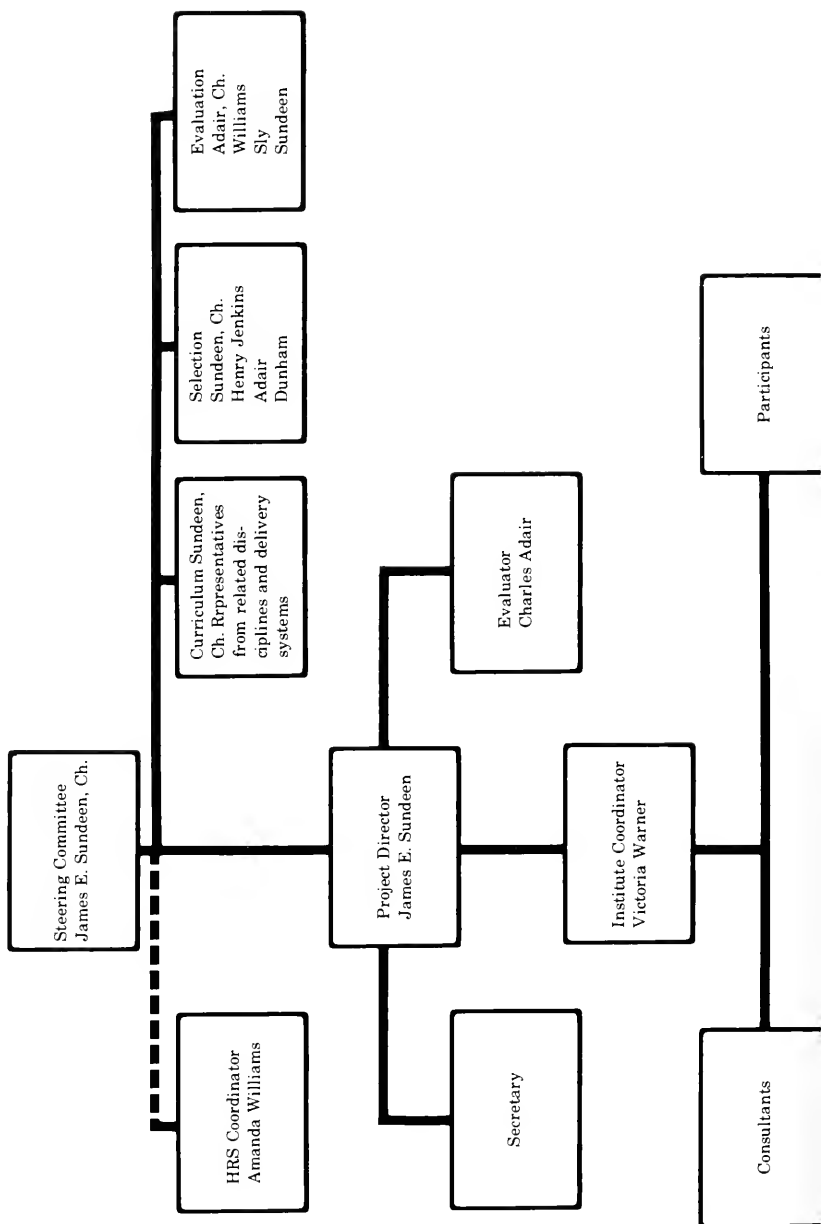 Steering Committee
James E. Sundeen, Ch.
HRS Coordinator
Amanda Williams
Curriculum Sundeen,
Ch. Rrpresentatives
from related dis-
ciplines and delivery
systems
Selection
Sundeen, Ch.
Henry Jenkins
Adair
Dunham
Evaluation
Adair, Ch.
Williams
Sly
Sundeen
Project Director
James E. Sundeen
Secretary
Evaluator
Charles Adair
Institute Coordinator
Victoria Warner
Consultants
Participants